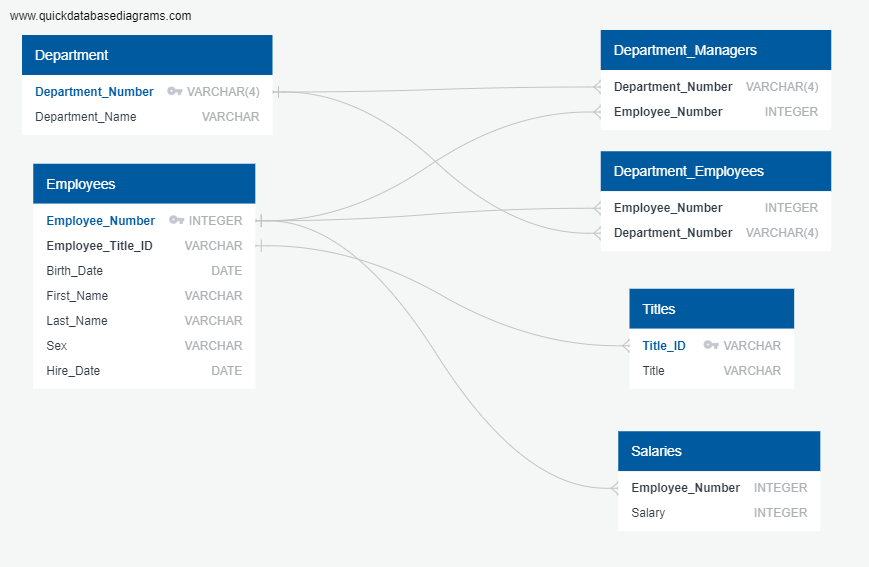 www.quickdatabasediagrams.com
Department
Department_Number VARCHAR(4)
Department_Name VARCHAR
Employees
Employee_Number INTEGER
Employee_Title_ID VARCHAR
Birth_Date DATE
First_Name VARCHAR
Last_Name VARCHAR
Sex VARCHAR
Hire_Date DATE
Department_Managers
Department_Number VARCHAR(4)
Employee_Number INTEGER
Department_Employees
Employee_Number INTEGER
Department_Number VARCHAR(4)
Titles
Title_ID VARCHAR
Title VARCHAR
Salaries
Employee_Number INTEGER
Salary INTEGER